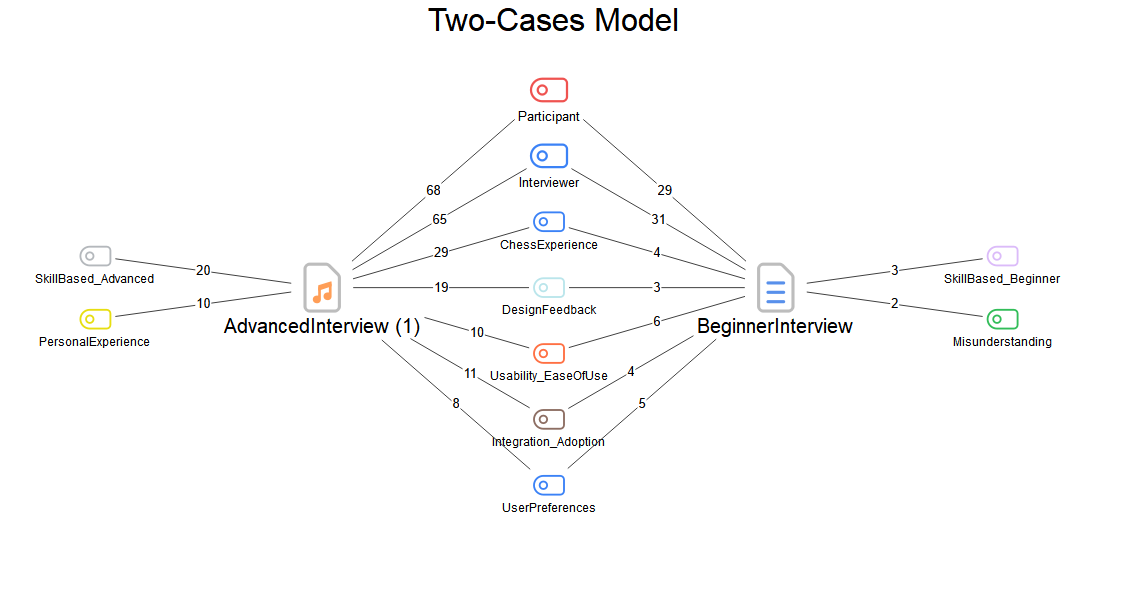 Two-Cases Model
Participant
68
29
Interviewer
65
31
ChessExperience
29
4
SkillBased_Advanced
20
3
SkillBased_Beginner
19
3
DesignFeedback
PersonalExperience
10
2
Misunderstanding
AdvancedInterview (1)
BeginnerInterview
10
6
Usability_EaseOfUse
11
4
Integration_Adoption
8
5
UserPreferences